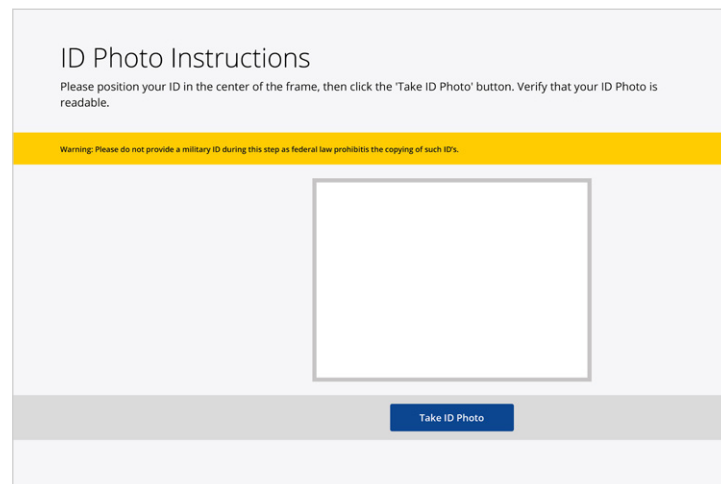 ID Photo Instructions
Please position your ID in the center of the frame, then click the 'Take ID Photo' button. Verify that your ID Photo is
readable.
Warning: Please do not provide a military ID during this step as federal law prohibitis the copying of such ID's.
Take ID Photo